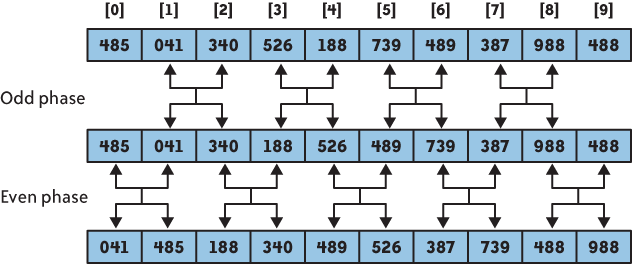 [0] [1] [2] [3] [4] [5] [6] [7] [8] [9]
485 041 340 526 188 739 489 387 988 488
Odd phase
485 041 340 188 526 489 739 387 988 488
Even phase
041 485 188 340 489 526 387 739 488 988